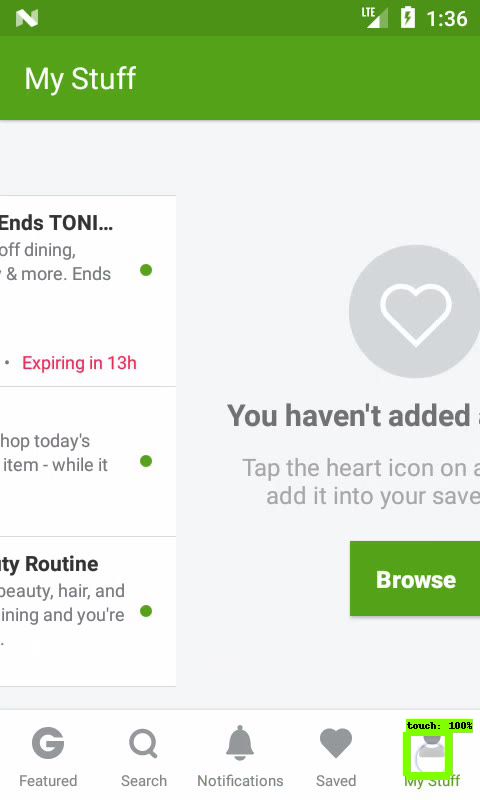 LTE 1:36
My Stuff
Ends TONI...
off dining,
& more. Ends
• Expiring in 13h
hop today's
item - while it
ty Routine
beauty, hair, and
ining and you're
.
You haven't added
Tap the heart icon on a
add it into your save
Browse
touch: 100%
Featured
Search
Notifications
Saved
My Stuff